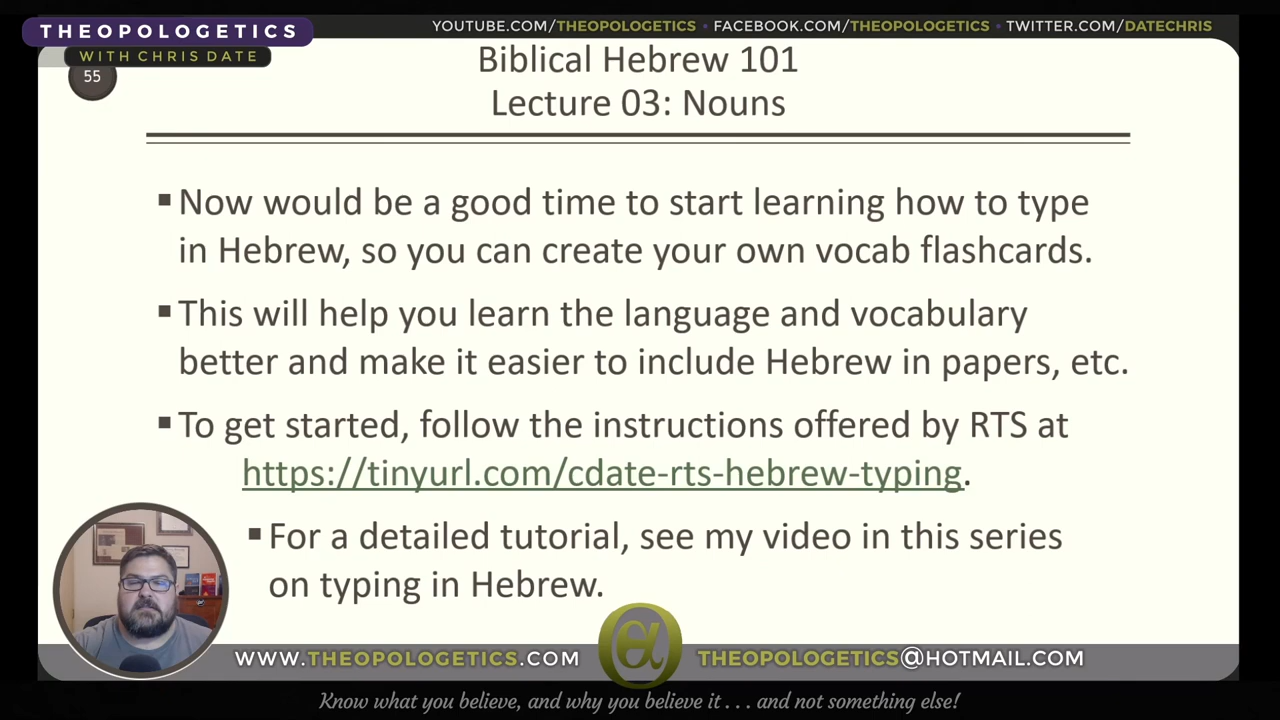 THEOPOLOGETICS
WITH CHRIS DATE
YOUTUBE.COM/THEOPOLOGETICS • FACEBOOK.COM/THEOPOLOGETICS • TWITTER.COM/DATECHRIS
55
Biblical Hebrew 101
Lecture 03: Nouns
▪ Now would be a good time to start learning how to type
in Hebrew, so you can create your own vocab flashcards.
▪ This will help you learn the language and vocabulary
better and make it easier to include Hebrew in papers, etc.
▪ To get started, follow the instructions offered by RTS at
https://tinyurl.com/cdate-rts-hebrew-typing.
▪ For a detailed tutorial, see my video in this series
on typing in Hebrew.
WWW.THEOPOLOGETICS.COM
THEOPOLOGETICS@HOTMAIL.COM
Know what you believe, and why you believe it . . . and not something else!